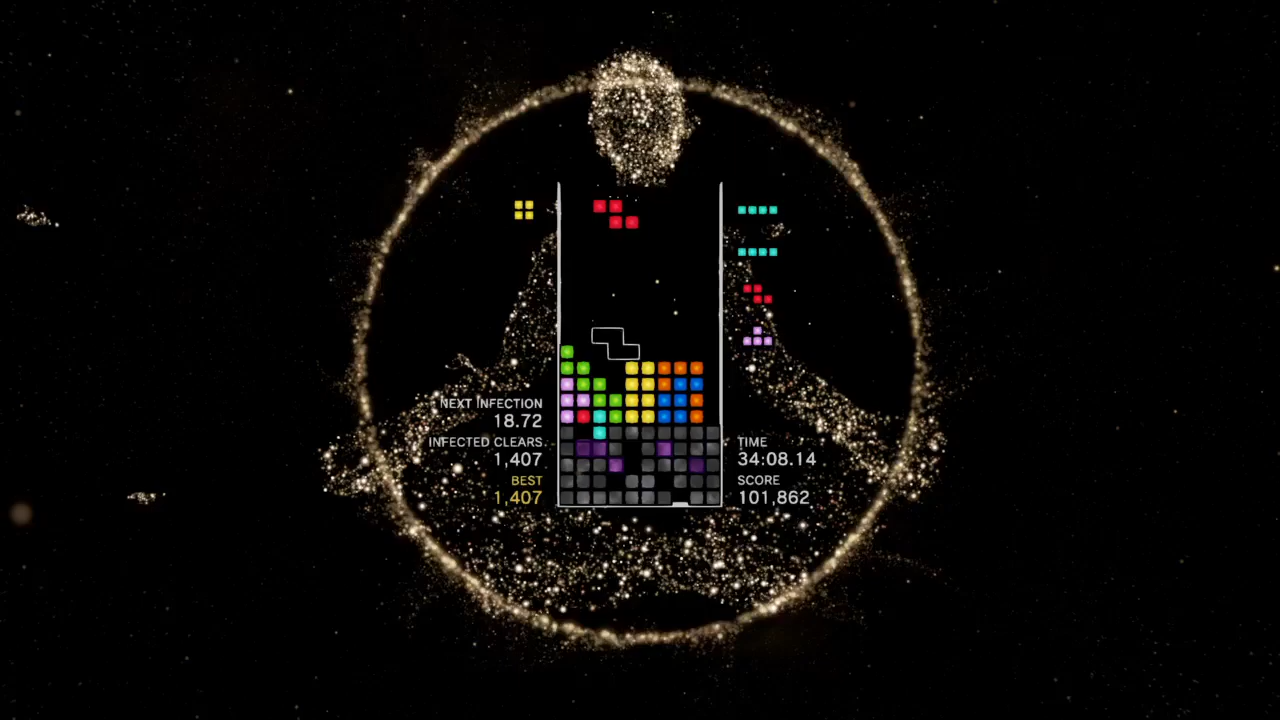 NEXT INFECTION
18.72
INFECTED CLEARS
1,407
BEST
1,407
TIME
34:08.14
SCORE
101,862